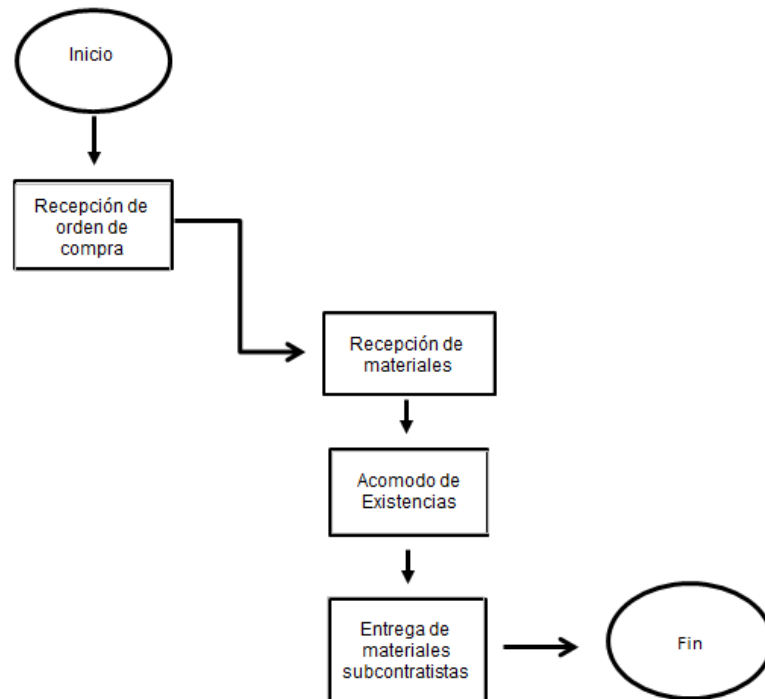 Inicio
Recepción de
orden de
compra
Recepción de
materiales
Acomodo de
Existencias
Entrega de
materiales
subcontratistas
Fin